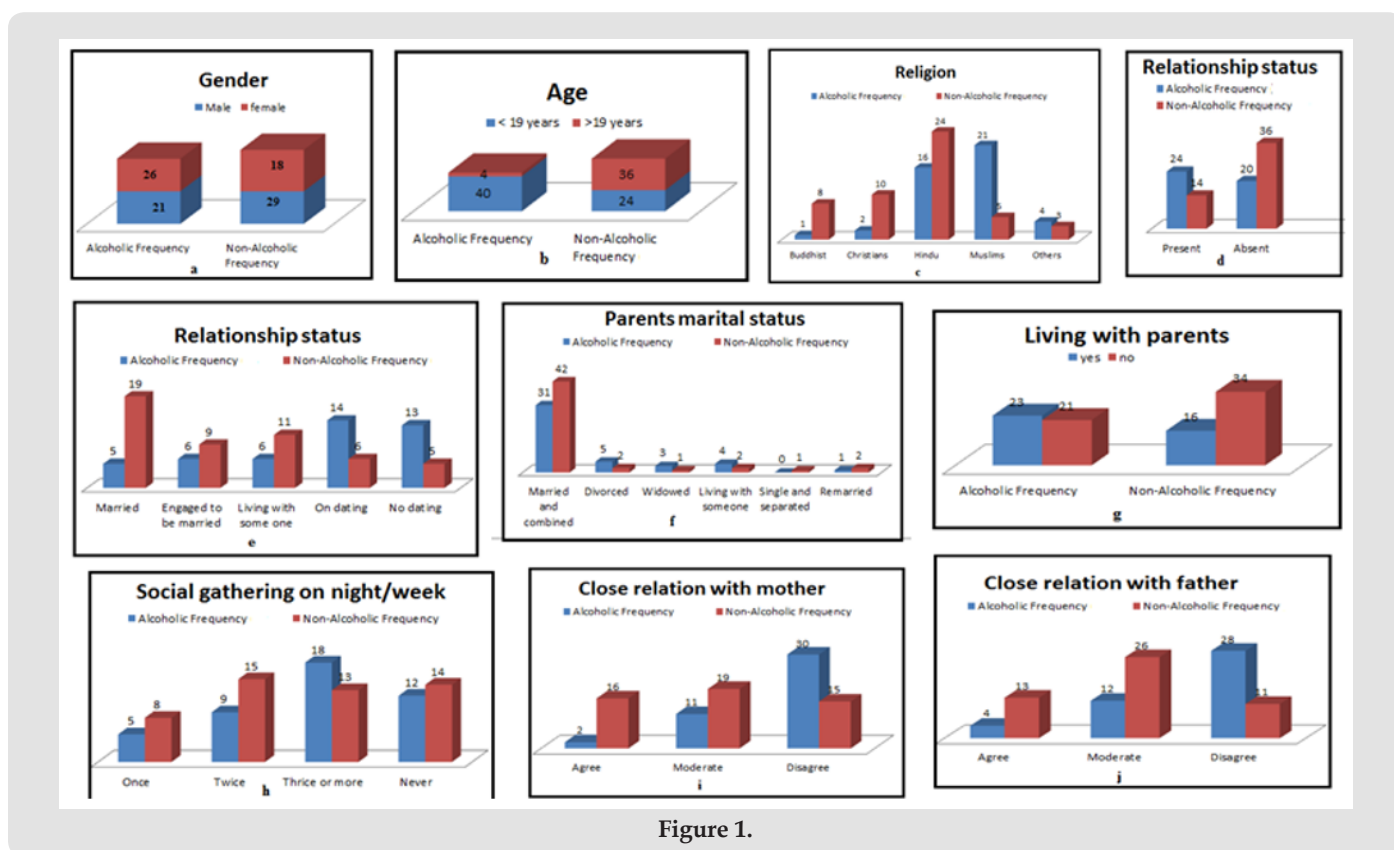 Gender
Male female
26
21
18
29
Alcoholic Frequency
Non-Alcoholic
Frequency
a
Age
< 19 years >19 years
4
40
36
24
Alcoholic Frequency
Non-Alcoholic
Frequency
b
Religion
Alcoholic Frequency Non-Alcoholic Frequency
1 8 2 10 16 24 21 4 3
Buddhist Christians Hindu Muslims Others
c
Relationship status
Alcoholic Frequency
Non-Alcoholic Frequency
24 14 20 36
Present Absent
d
Relationship status
Alcoholic Frequency Non-Alcoholic Frequency
5 19 6 9 6 11 14 6 13 5
Married
Engaged to
be married
Living with
some one
On dating
No dating
e
Parents marital status
Alcoholic Frequency Non-Alcoholic Frequency
31 42 5 2 3 1 4 2 0 1 1 2
Married
and
combined
Divorced
Widowed
Living with
someone
Single and
separated
Remarried
f
Living with parents
yes no
23 21 16 34
Alcoholic Frequency Non-Alcoholic Frequency
g
Social gathering on night/week
Alcoholic Frequency Non-Alcoholic Frequency
5 8 9 15 18 13 12 14
Once Twice Thrice or more Never
h
Close relation with mother
Alcoholic Frequency Non-Alcoholic Frequency
2 16 11 19 30 15
Agree Moderate Disagree
i
Close relation with father
Alcoholic Frequency Non-Alcoholic Frequency
4 13 12 26 28 11
Agree Moderate Disagree
j
Figure 1.